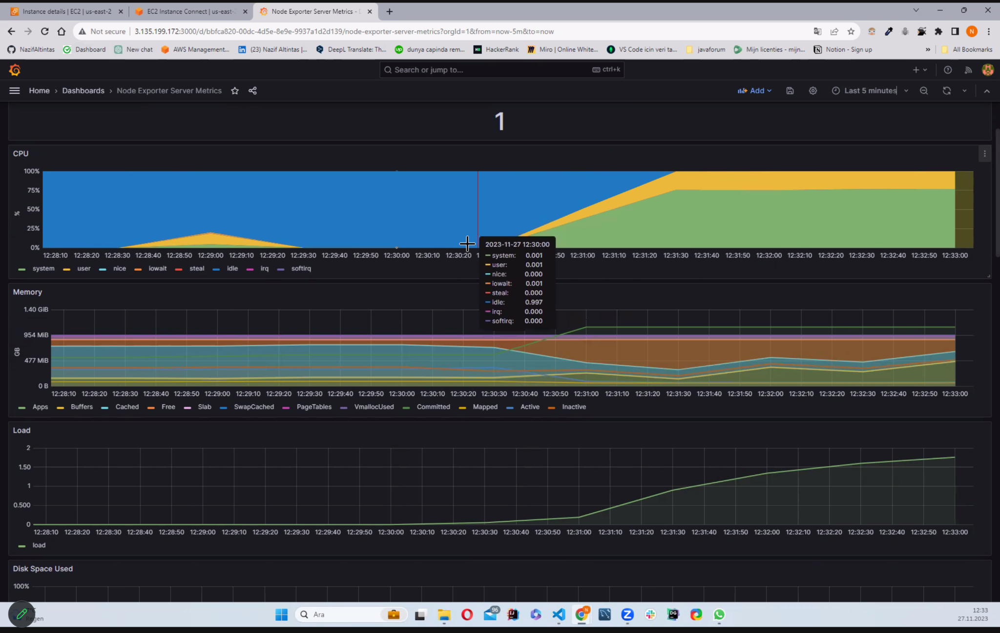 Instance details | EC2 | us-east-2
EC2 Instance Connect | us-east-
Node Exporter Server Metrics -
Not secure
3.135.199.172:3000/d/bbfca820-00dc-4d5e-8e9e-9937a1d2d139/node-exporter-server-metrics?orgId=1&from=now-5m&to=now
N
NazifAltintas
Dashboard
New chat
AWS Management...
(23) Nazif Altintas |...
DeepL Translate: Th...
dunya capinda rem...
HackerRank
Miro | Online White...
VS Code icin veri ta...
javaforum
Mijn licenties – mijn...
Notion – Sign up
»
All Bookmarks
Search or jump to...
ctrl+k
Home › Dashboards › Node Exporter Server Metrics
Add
Last 5 minutes
1
CPU
100%
75%
50%
25%
0%
%
12:28:10 12:28:20 12:28:30 12:28:40 12:28:50 12:29:00 12:29:10 12:29:20 12:29:30 12:29:40 12:29:50 12:30:00 12:30:10 12:30:20 :50 12:31:00 12:31:10 12:31:20 12:31:30 12:31:40 12:31:50 12:32:00 12:32:10 12:32:20 12:32:30 12:32:40 12:32:50 12:33:00
system user nice iowait steal idle irq softirq
2023-11-27 12:30:00
system: 0.001
user: 0.001
nice: 0.000
iowait: 0.001
steal: 0.000
idle: 0.997
irq: 0.000
softirq: 0.000
Memory
1.40 GiB
954 MiB
477 MiB
0 B
GB
12:28:10 12:28:20 12:28:30 12:28:40 12:28:50 12:29:00 12:29:10 12:29:20 12:29:30 12:29:40 12:29:50 12:30:00 12:30:10 12:30:20 12:30:30 12:30:40 12:30:50 12:31:00 12:31:10 12:31:20 12:31:30 12:31:40 12:31:50 12:32:00 12:32:10 12:32:20 12:32:30 12:32:40 12:32:50 12:33:00
Apps Buffers Cached Free Slab SwapCached PageTables VmallocUsed Committed Mapped Active Inactive
Load
2
1.50
1
0.500
0
12:28:10 12:28:20 12:28:30 12:28:40 12:28:50 12:29:00 12:29:10 12:29:20 12:29:30 12:29:40 12:29:50 12:30:00 12:30:10 12:30:20 12:30:30 12:30:40 12:30:50 12:31:00 12:31:10 12:31:20 12:31:30 12:31:40 12:31:50 12:32:00 12:32:10 12:32:20 12:32:30 12:32:40 12:32:50 12:33:00
load
Disk Space Used
100%
Regen
Ara
96
12:33
27.11.2023